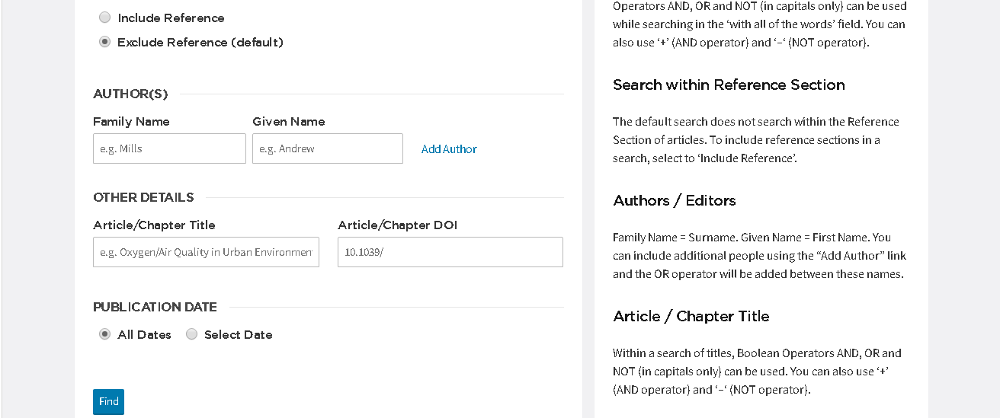 Include Reference
Exclude Reference (default)
AUTHOR(S)
Family Name
Given Name
e.g. Mills
e.g. Andrew
Add Author
OTHER DETAILS
Article/Chapter Title
Article/Chapter DOI
e.g. Oxygen/Air Quality in Urban Environmen
10.1039/
PUBLICATION DATE
All Dates
Select Date
Find
Operators AND, OR and NOT (in capitals only) can be used
while searching in the ‘with all of the words’ field. You can
also use ‘+’ (AND operator) and ‘–‘ (NOT operator).
Search within Reference Section
The default search does not search within the Reference
Section of articles. To include reference sections in a
search, select to ‘Include Reference’.
Authors / Editors
Family Name = Surname. Given Name = First Name. You
can include additional people using the “Add Author” link
and the OR operator will be added between these names.
Article / Chapter Title
Within a search of titles, Boolean Operators AND, OR and
NOT (in capitals only) can be used. You can also use ‘+’
(AND operator) and ‘–‘ (NOT operator).